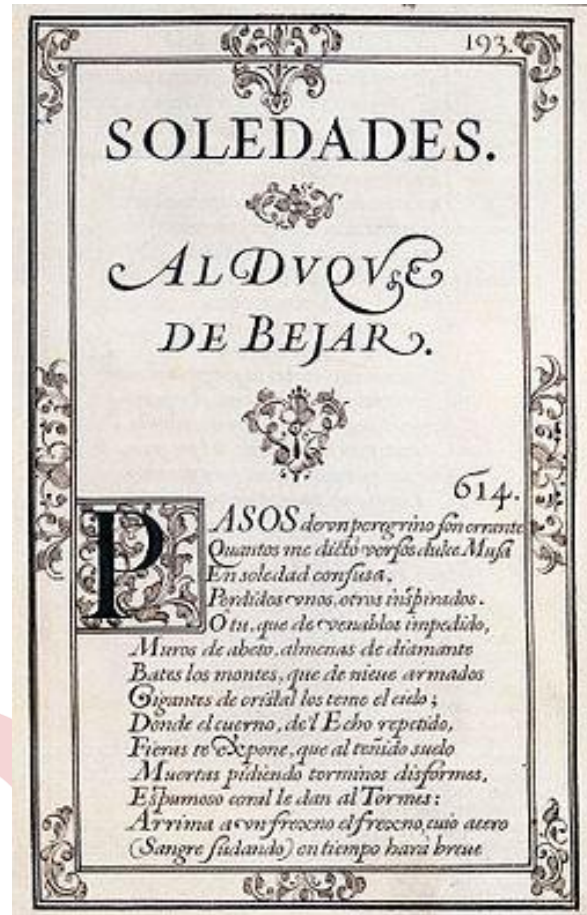 193.
SOLEDADES.
AL DVQVE
DE BEJAR.
614.
PASOS de vn peregrino son errante
Quantos me dictò versos dulce Musa
En soledad confusa,
Perdidos vnos, otros inspirados.
O tu, que de venablos impedido,
Muros de abeto, almenas de diamante
Bates los montes, que de nieue armados
Gigantes de cristal los teme el cielo;
Donde el cuerno, de'l Echo repetido,
Fieras te expone, que al teñido suelo
Muertas pidiendo terminos disformes,
Espumoso coral le dan al Tormes:
Arrima a vn frexno el frexno, cuio acero
(Sangre sudando) en tiempo harà breue